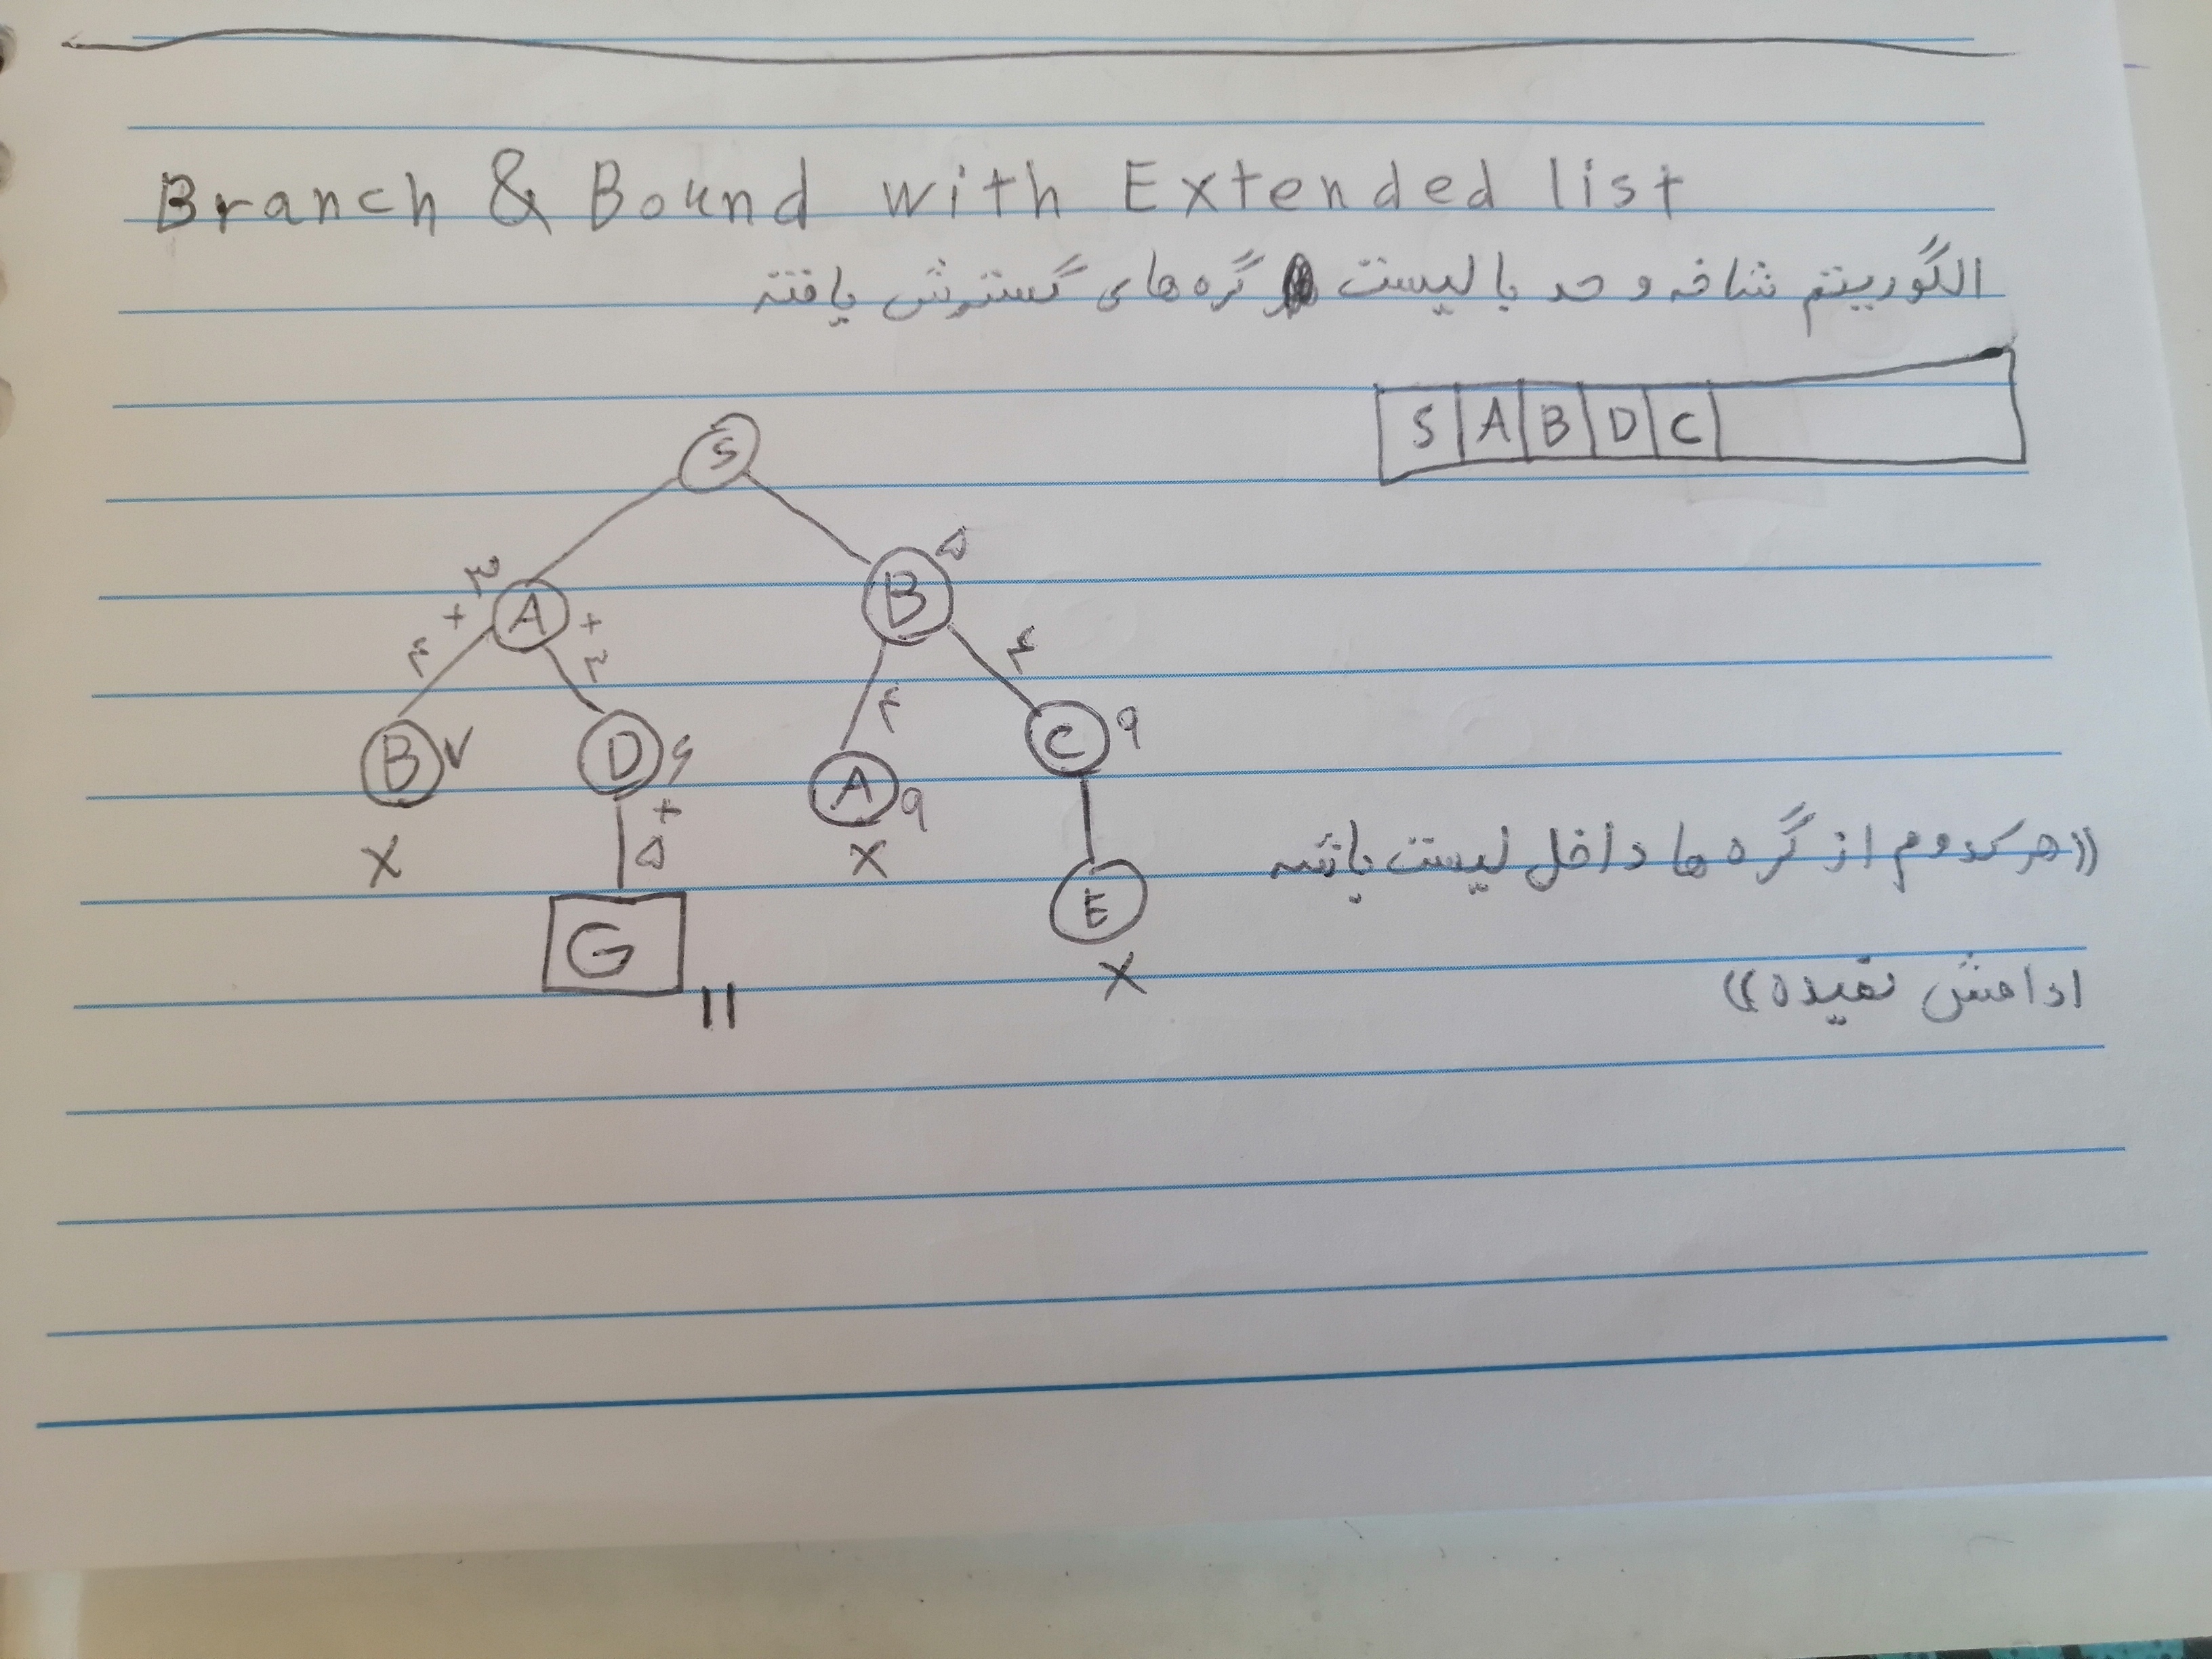 Branch & Bound with Extended list
الگوریتم شاخه و حد با لیست گره های گسترش یافته
S A B D C
S
۳ A + + B ۵
۴ ۳ ۴ ۴
B ۷ D ۶ A ۹ C ۹
X + ۵ X E
G ۱۱ X
((هر کدوم از گره ها داخل لیست باشه
ادامش نمیده))